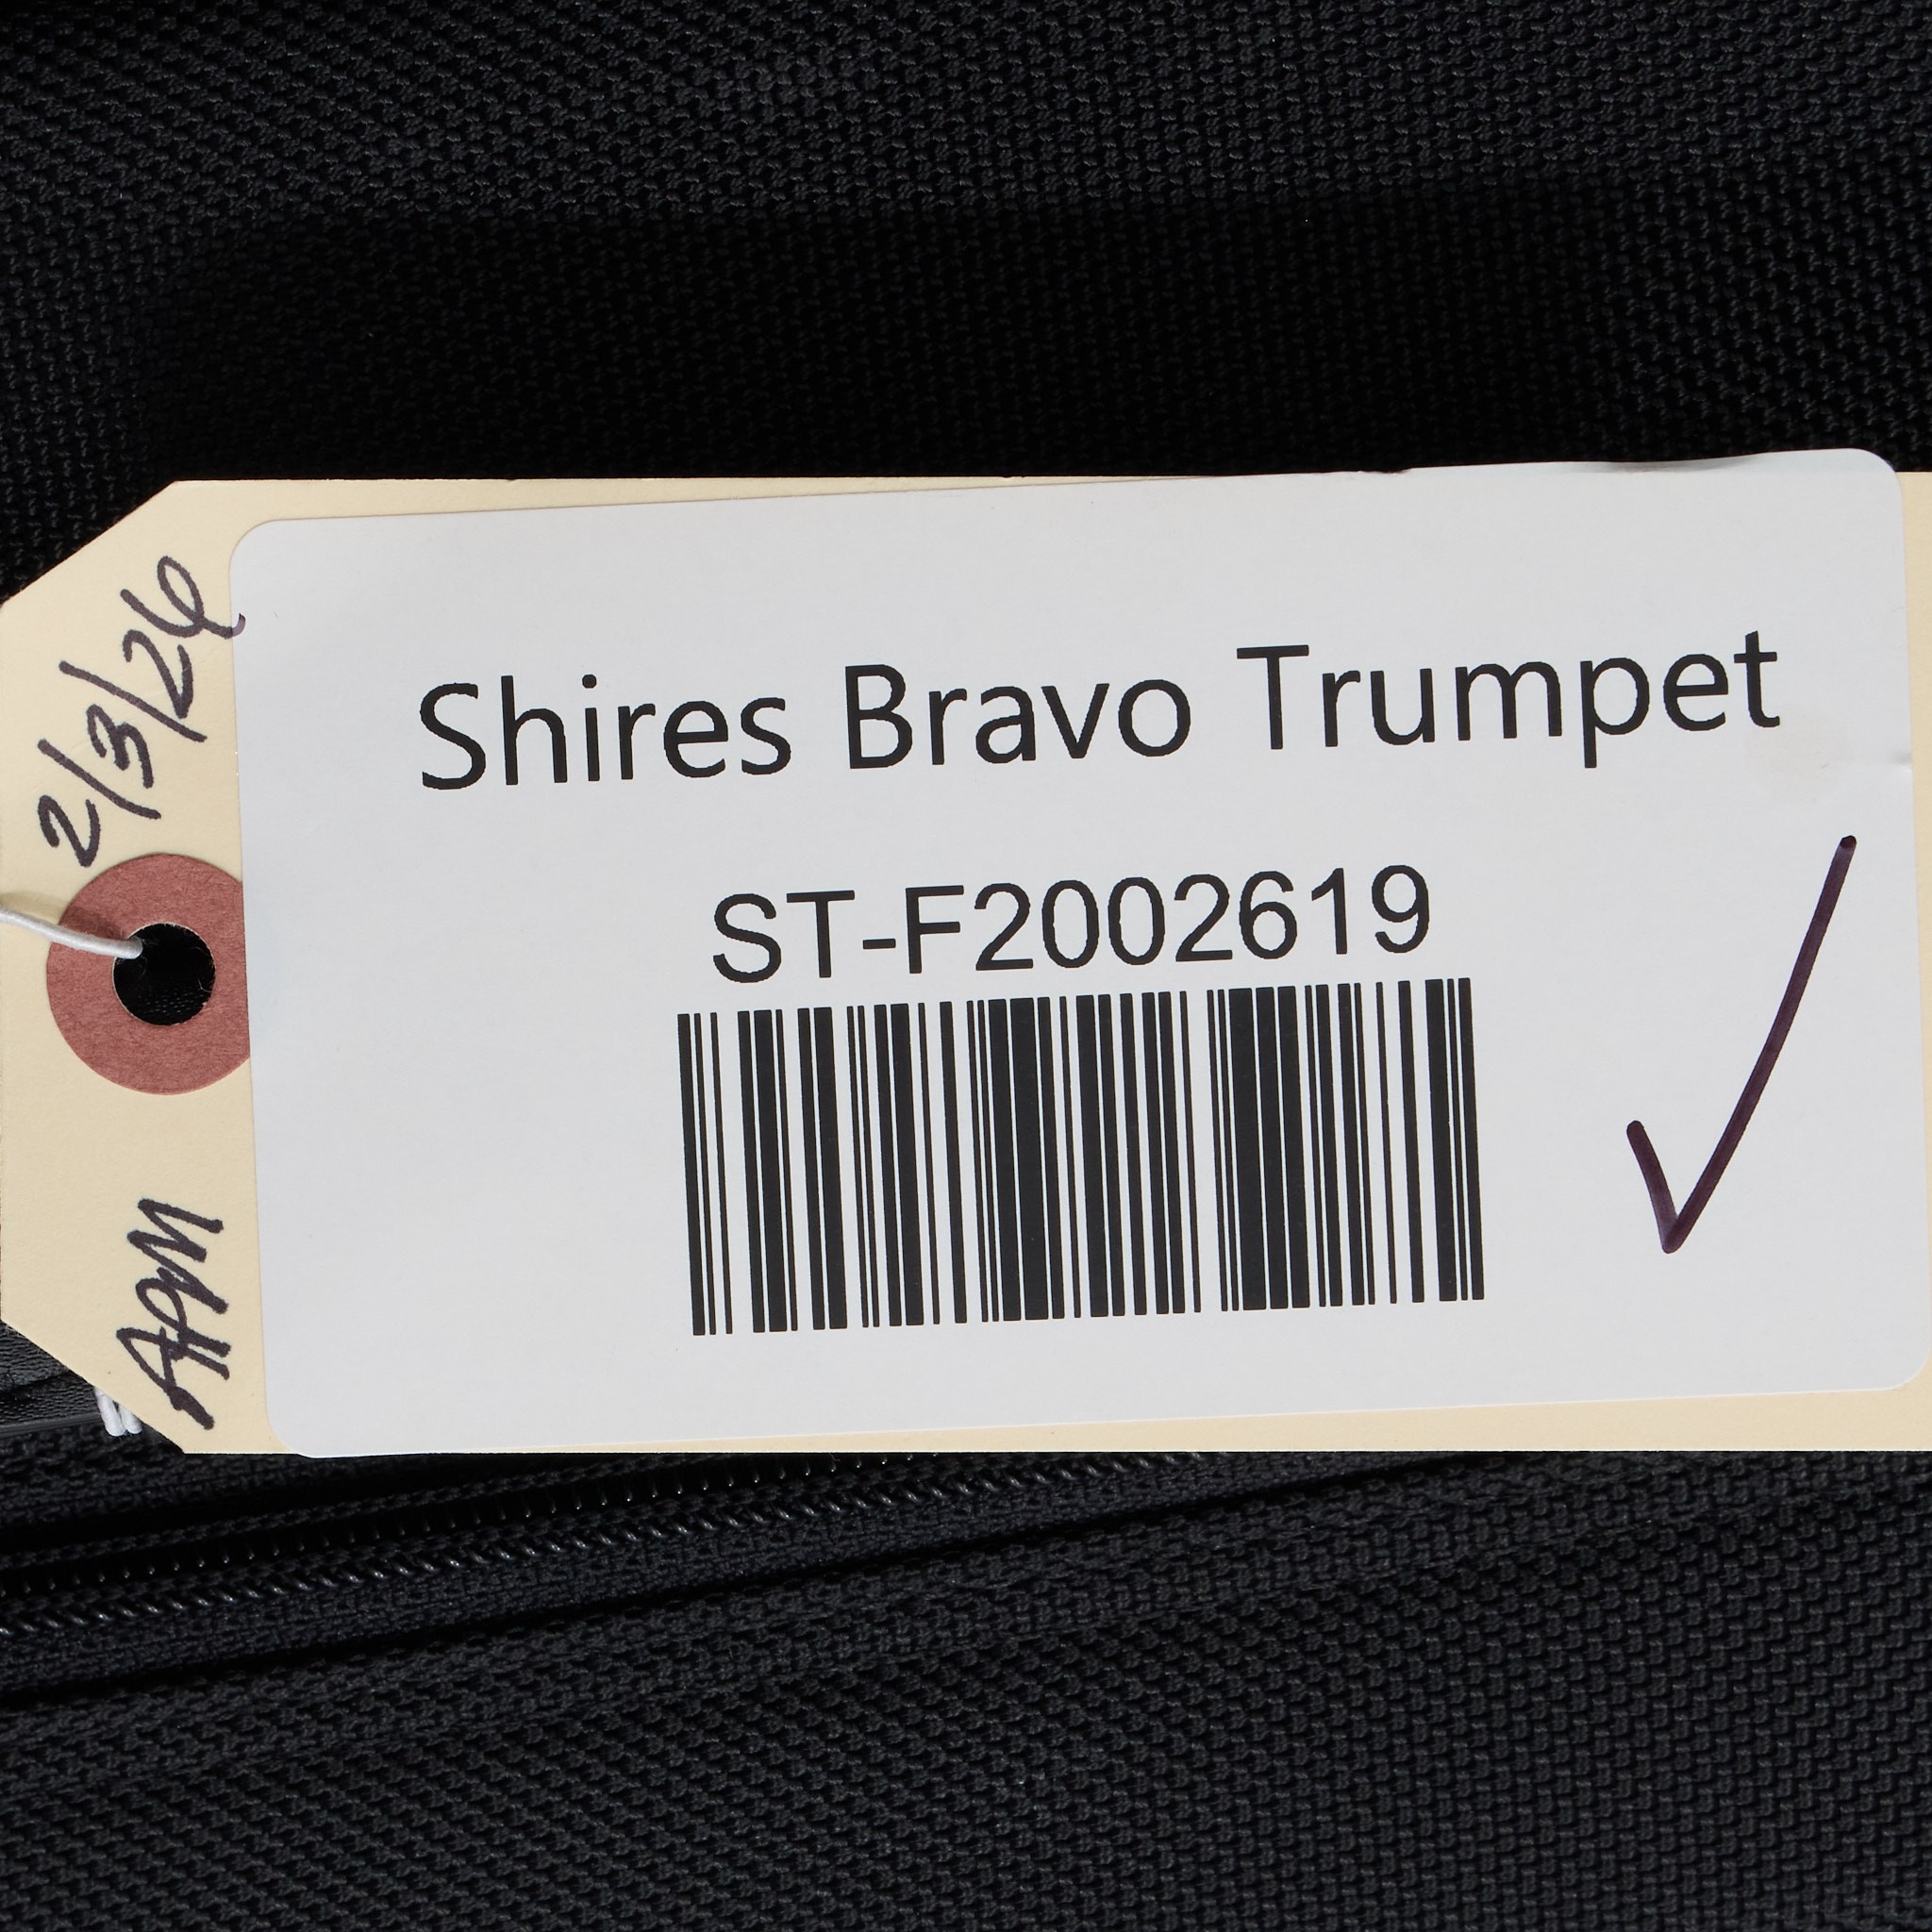 2/3/26
APM
Shires Bravo Trumpet
ST-F2002619